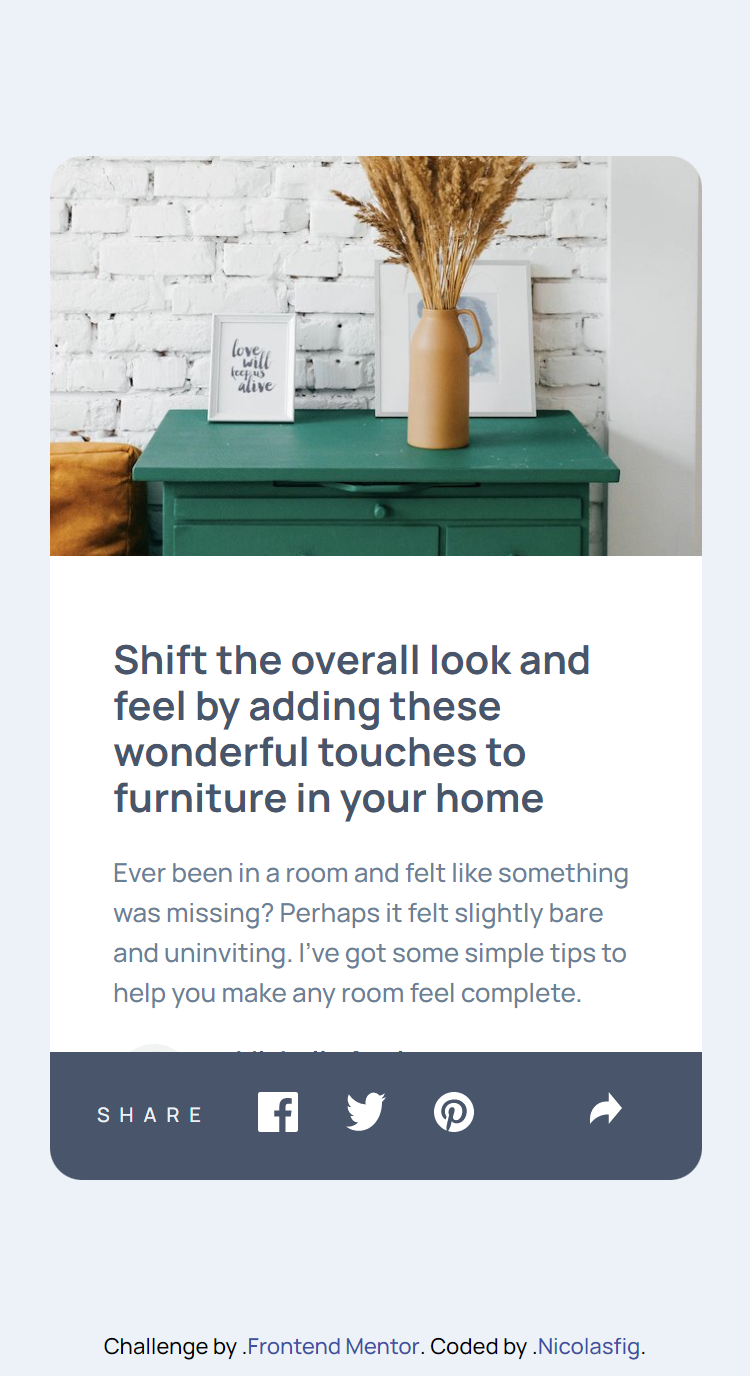 love
will
keep us
alive
Shift the overall look and
feel by adding these
wonderful touches to
furniture in your home
Ever been in a room and felt like something
was missing? Perhaps it felt slightly bare
and uninviting. I’ve got some simple tips to
help you make any room feel complete.
SHARE
Challenge by .Frontend Mentor. Coded by .Nicolasfig.